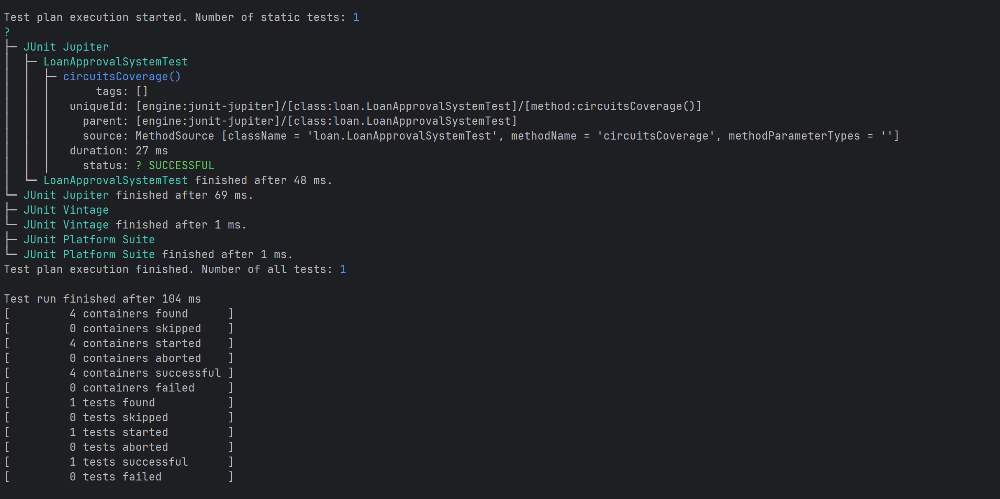 Test plan execution started. Number of static tests: 1
?
├─ JUnit Jupiter
│  ├─ LoanApprovalSystemTest
│  │  ├─ circuitsCoverage()
│  │  │       tags: []
│  │  │   uniqueId: [engine:junit-jupiter]/[class:loan.LoanApprovalSystemTest]/[method:circuitsCoverage()]
│  │  │     parent: [engine:junit-jupiter]/[class:loan.LoanApprovalSystemTest]
│  │  │     source: MethodSource [className = 'loan.LoanApprovalSystemTest', methodName = 'circuitsCoverage', methodParameterTypes = '']
│  │  │   duration: 27 ms
│  │  │     status: ? SUCCESSFUL
│  └─ LoanApprovalSystemTest finished after 48 ms.
└─ JUnit Jupiter finished after 69 ms.
├─ JUnit Vintage
└─ JUnit Vintage finished after 1 ms.
├─ JUnit Platform Suite
└─ JUnit Platform Suite finished after 1 ms.
Test plan execution finished. Number of all tests: 1

Test run finished after 104 ms
[         4 containers found      ]
[         0 containers skipped    ]
[         4 containers started    ]
[         0 containers aborted    ]
[         4 containers successful ]
[         0 containers failed     ]
[         1 tests found           ]
[         0 tests skipped         ]
[         1 tests started         ]
[         0 tests aborted         ]
[         1 tests successful      ]
[         0 tests failed          ]